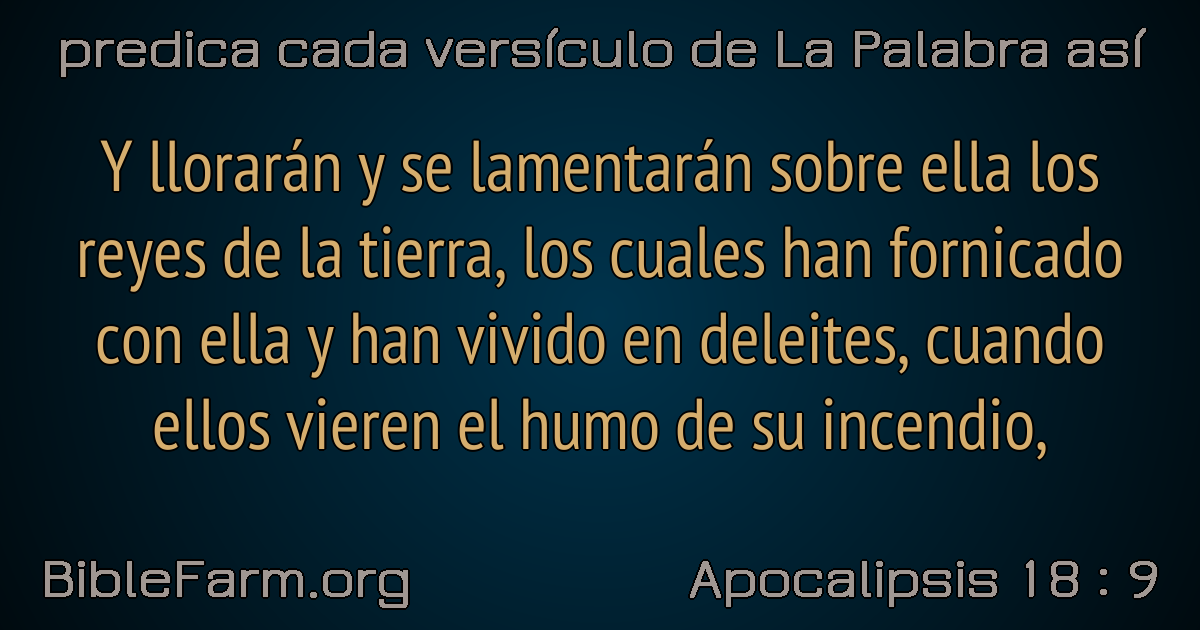 predica cada versículo de La Palabra así
Y llorarán y se lamentarán sobre ella los
reyes de la tierra, los cuales han fornicado
con ella y han vivido en deleites, cuando
ellos vieren el humo de su incendio,
BibleFarm.org
Apocalipsis 18 : 9